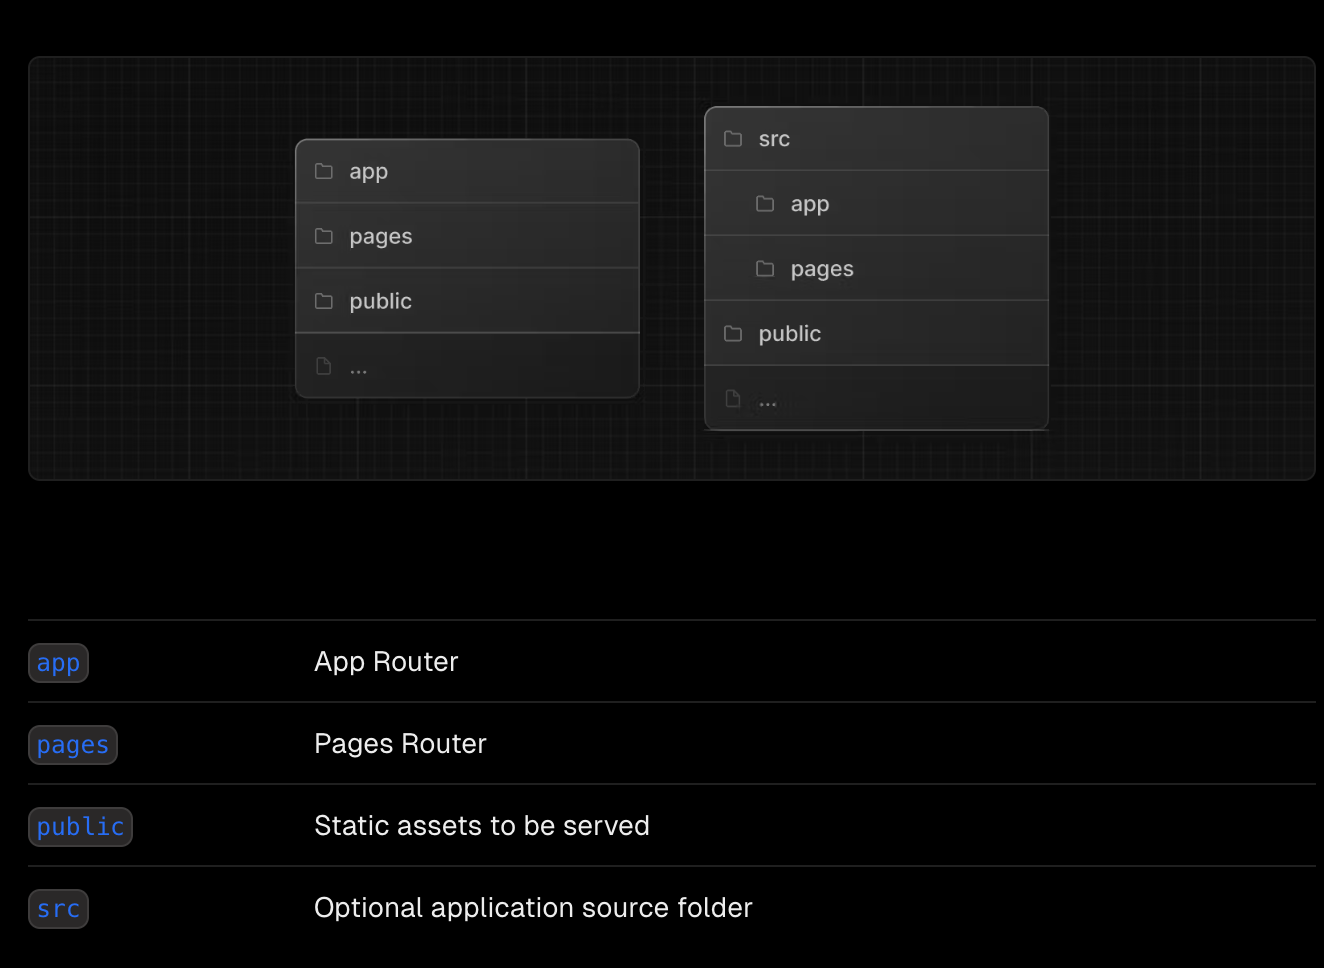 app
pages
public
...
src
app
pages
public
...
app App Router
pages Pages Router
public Static assets to be served
src Optional application source folder